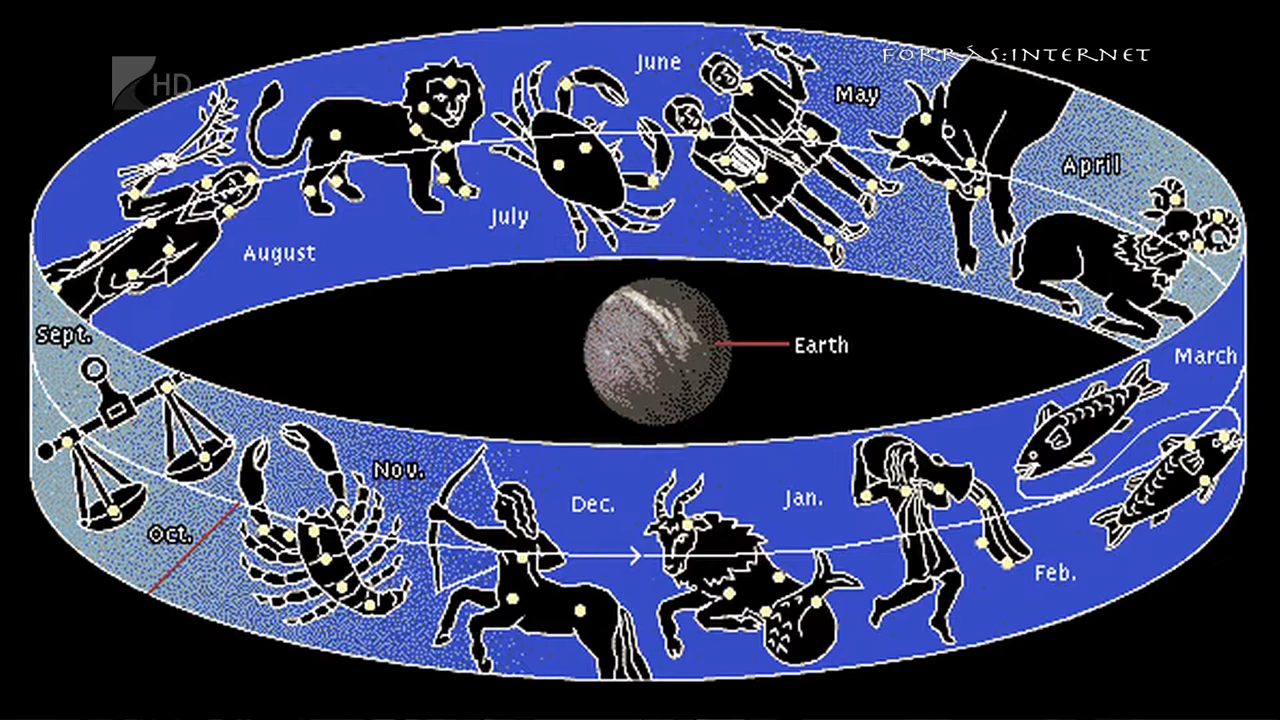 HD
FORRÁS:INTERNET
June
May
April
July
August
Sept.
Earth
March
Nov.
Dec.
Jan.
Oct.
Feb.